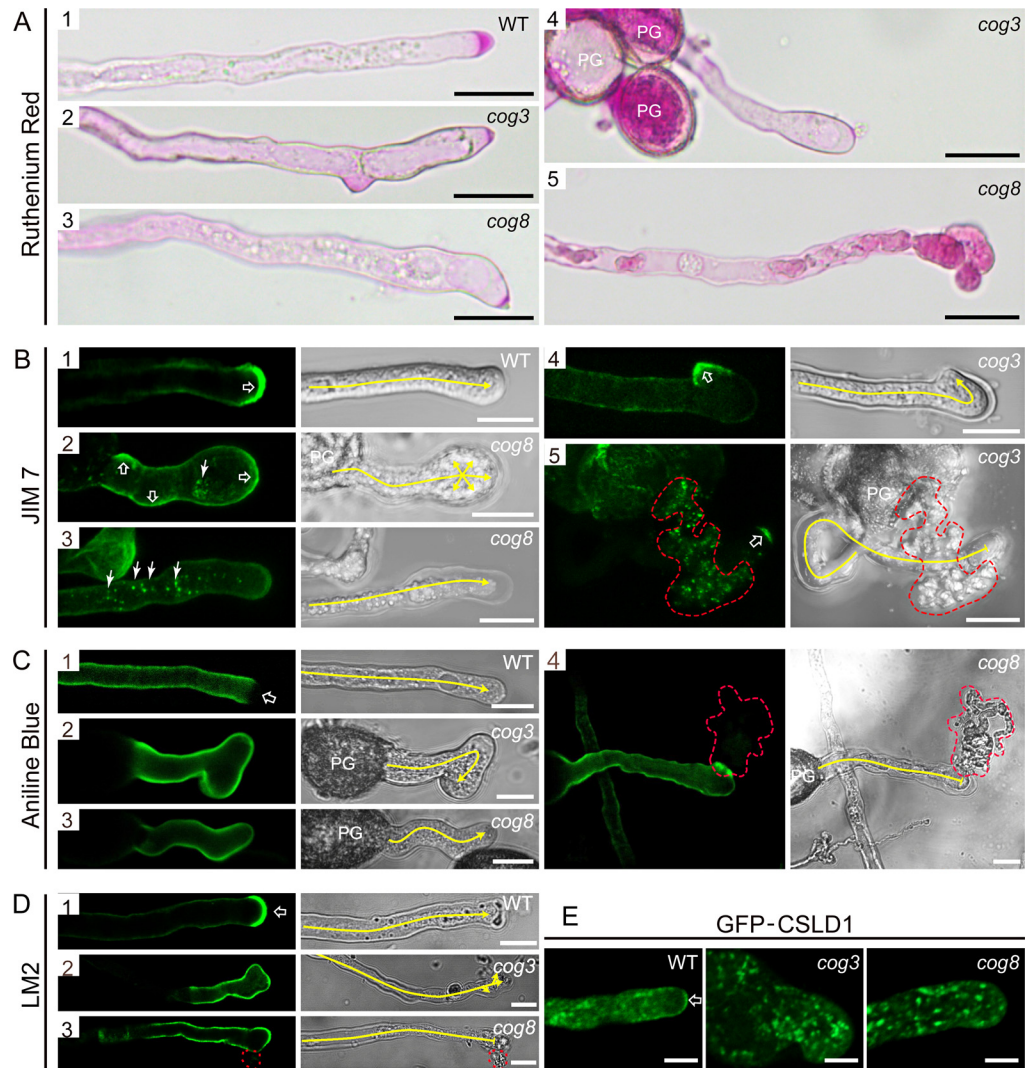 A
Ruthenium Red
1
WT
2
cog3
3
cog8
4
cog3
PG
PG
PG
5
cog8
B
JIM 7
1
WT
2
cog8
PG
3
cog8
4
cog3
5
cog3
PG
C
Aniline Blue
1
WT
2
cog3
PG
3
cog8
PG
4
cog8
PG
D
LM2
1
WT
2
cog3
3
cog8
E
GFP-CSLD1
WT
cog3
cog8